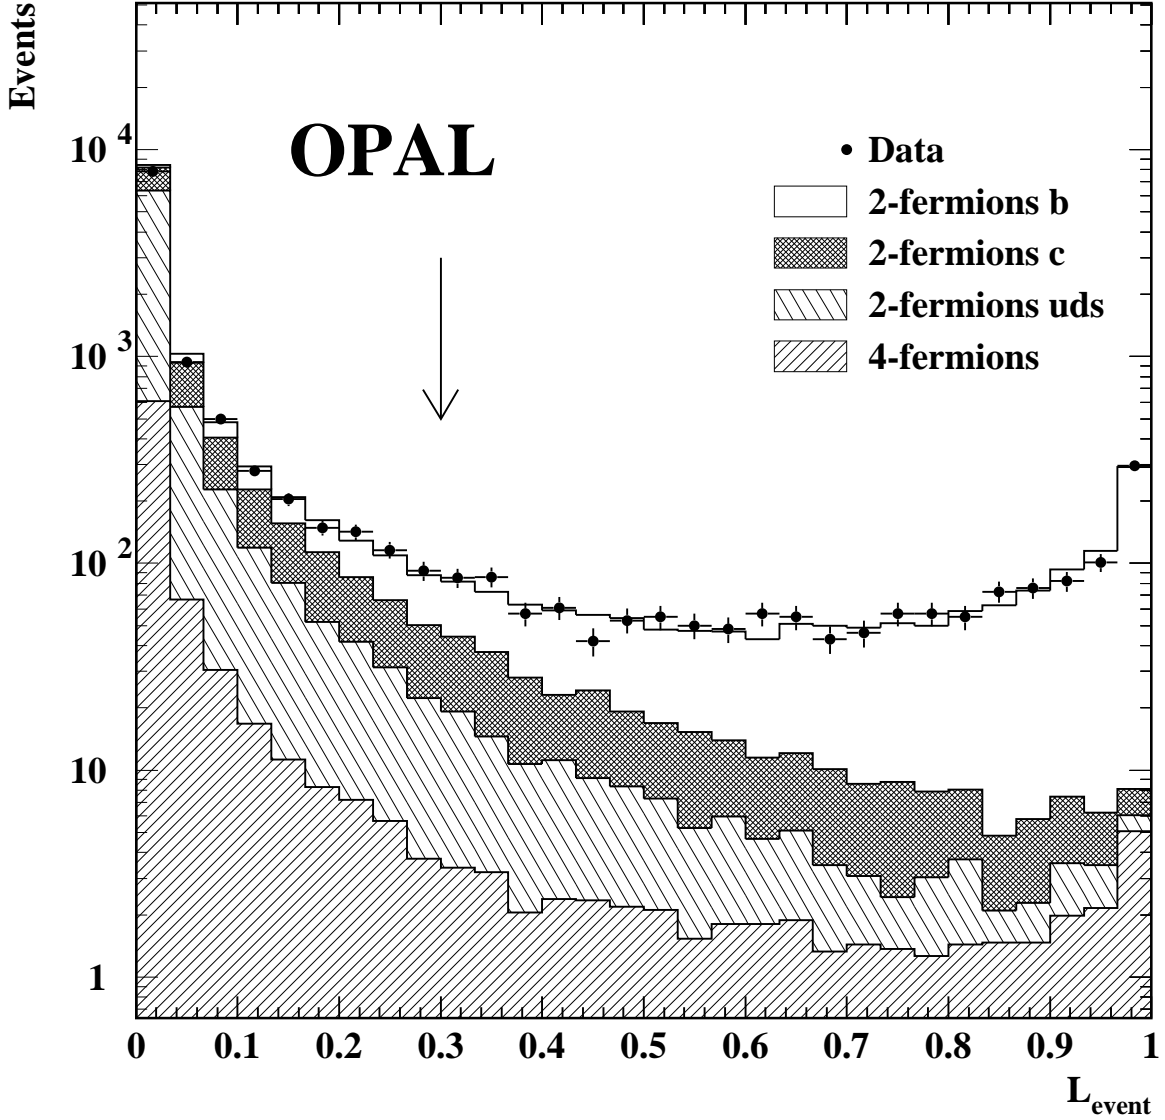 Events
OPAL
Data
2-fermions b
2-fermions c
2-fermions uds
4-fermions
10 4
10 3
10 2
10
1
0 0.1 0.2 0.3 0.4 0.5 0.6 0.7 0.8 0.9 1
L event